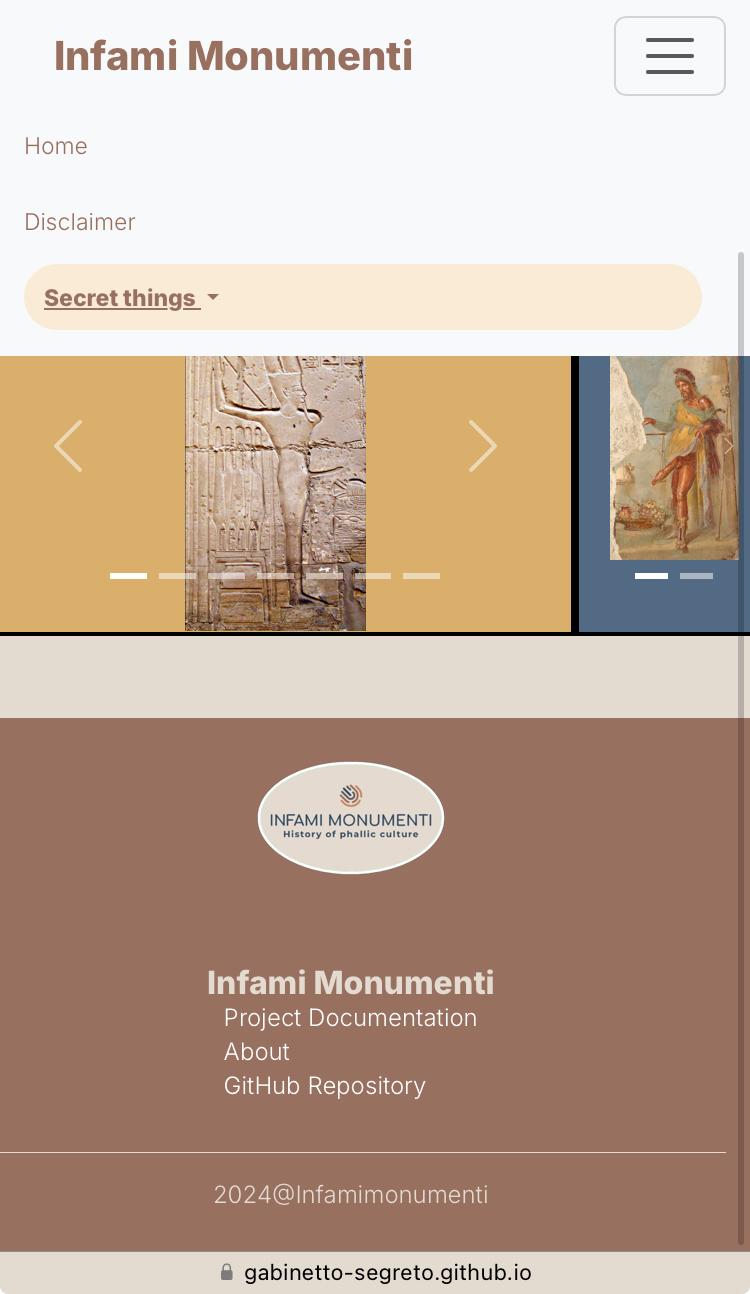 Infami Monumenti
Home
Disclaimer
Secret things
INFAMI MONUMENTI
History of phallic culture
Infami Monumenti
Project Documentation
About
GitHub Repository
2024@Infamimonumenti
gabinetto-segreto.github.io